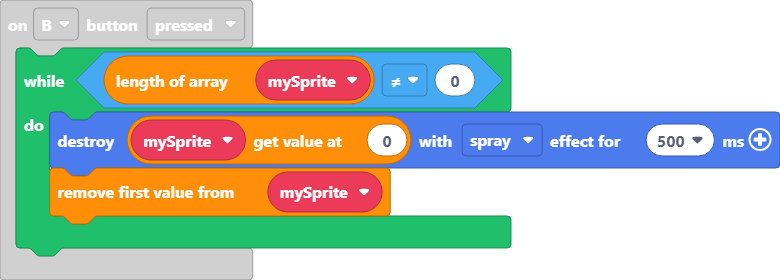 on B button pressed
while length of array mySprite ≠ 0
do
destroy mySprite get value at 0 with spray effect for 500 ms
remove first value from mySprite